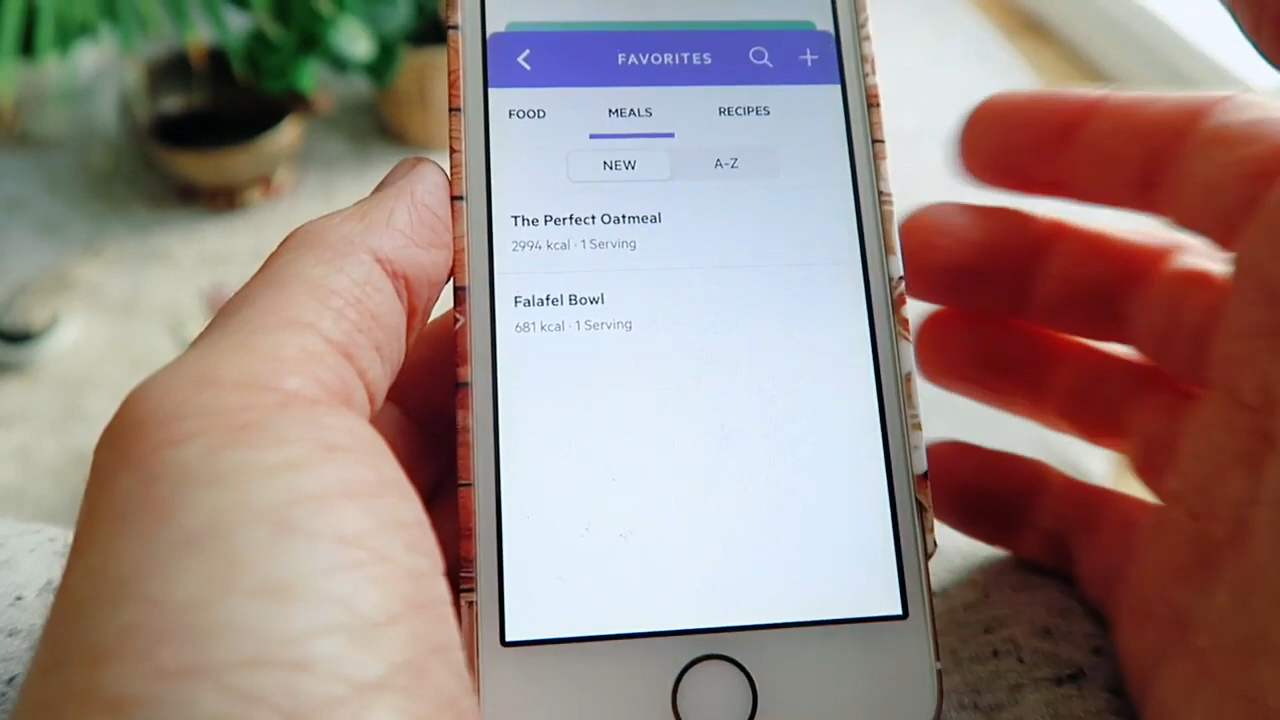 FAVORITES
FOOD MEALS RECIPES
NEW A-Z
The Perfect Oatmeal
2994 kcal · 1 Serving
Falafel Bowl
681 kcal · 1 Serving